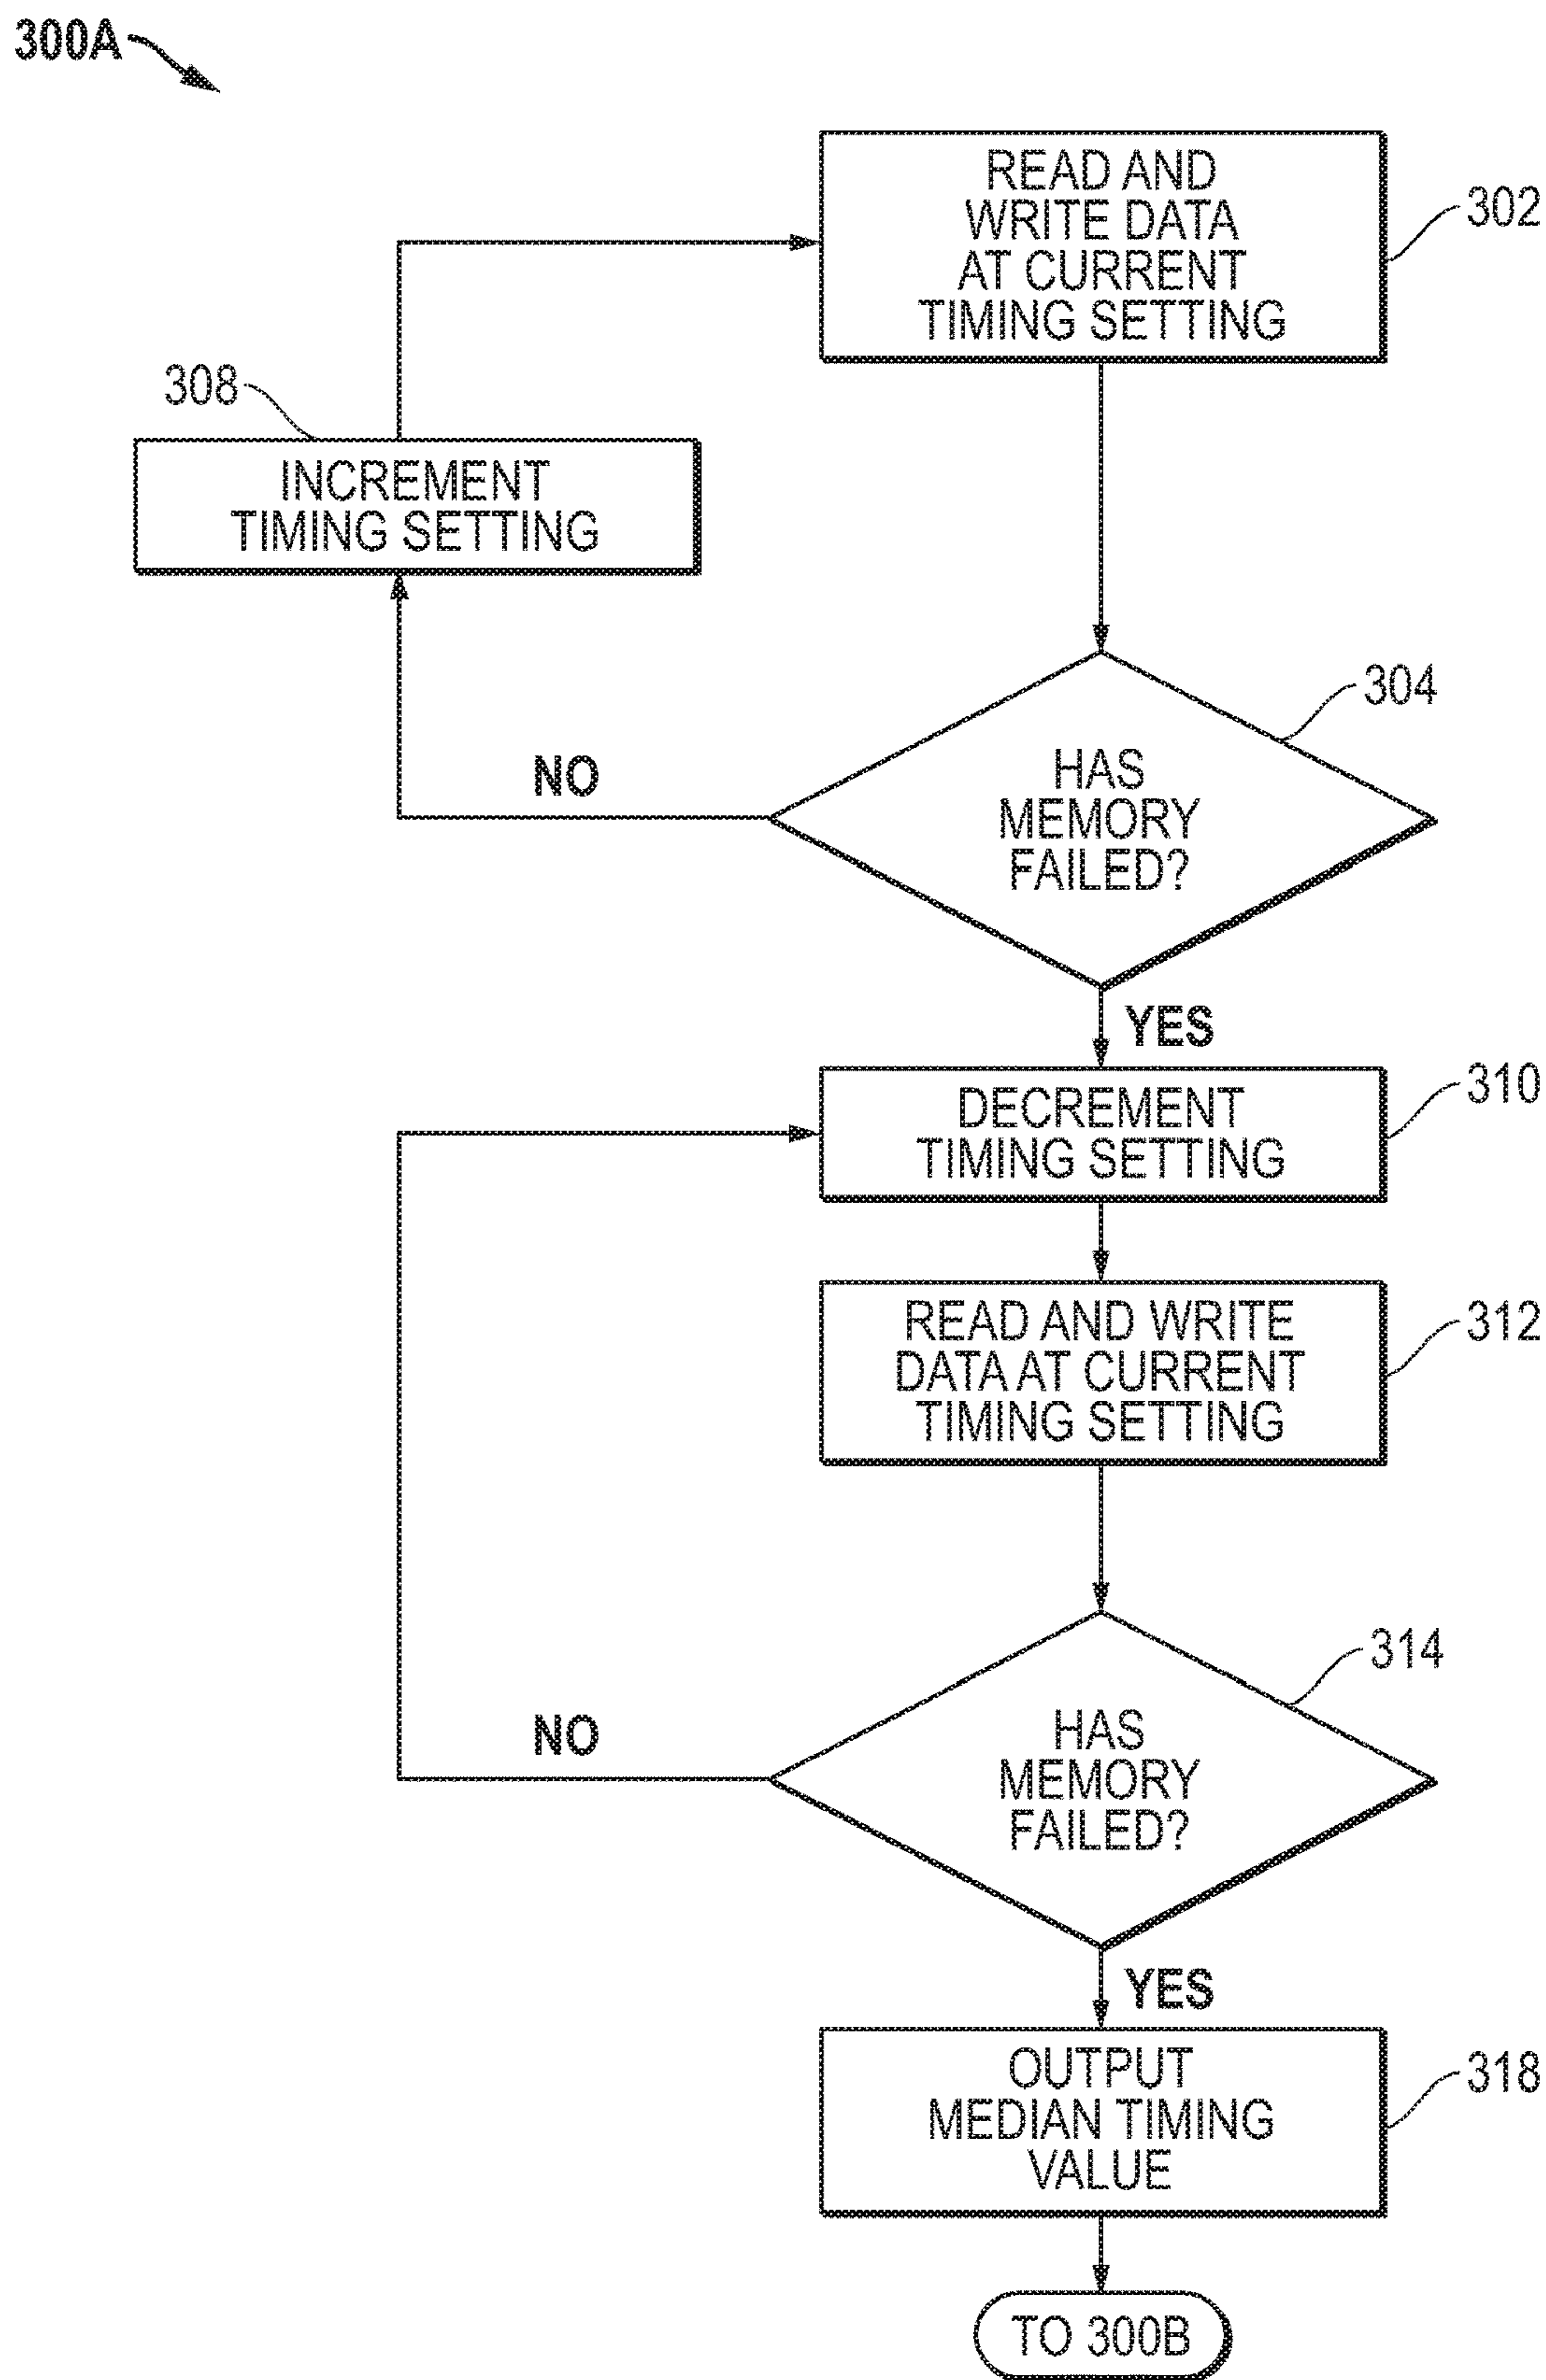 300A
READ AND
WRITE DATA
AT CURRENT
TIMING SETTING
302
308
INCREMENT
TIMING SETTING
304
HAS
MEMORY
FAILED?
NO
YES
310
DECREMENT
TIMING SETTING
READ AND WRITE
DATA AT CURRENT
TIMING SETTING
312
314
HAS
MEMORY
FAILED?
NO
YES
OUTPUT
MEDIAN TIMING
VALUE
318
TO 300B